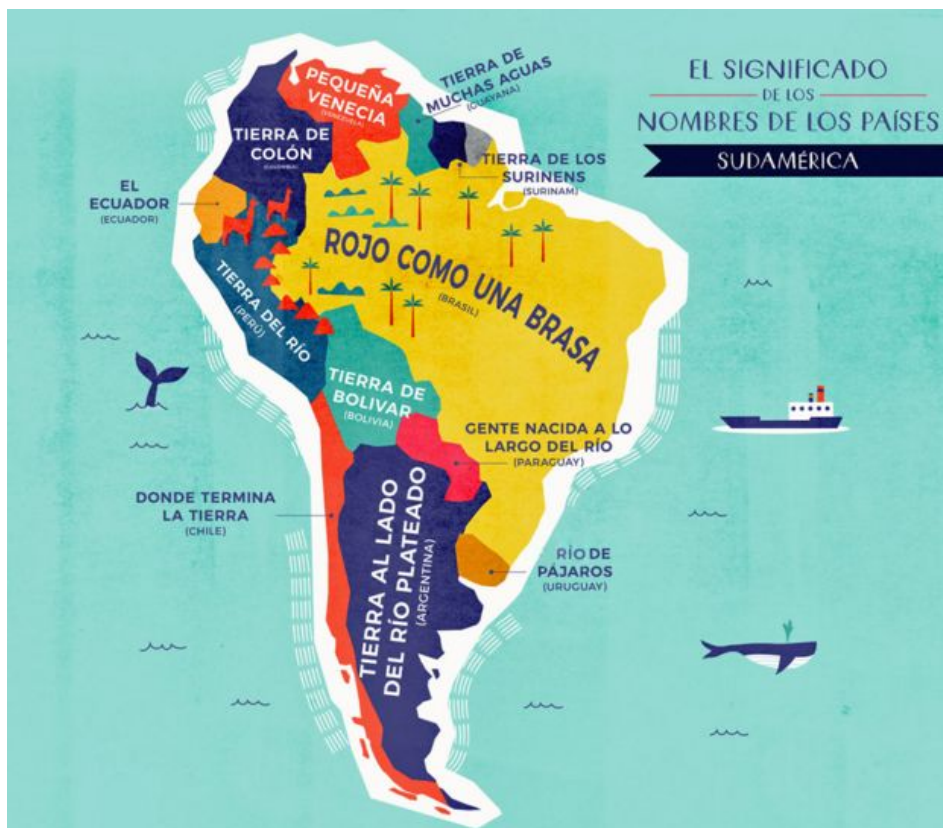 EL SIGNIFICADO
DE LOS
NOMBRES DE LOS PAÍSES
SUDAMÉRICA
PEQUEÑA
VENECIA
(VENEZUELA)
TIERRA DE
MUCHAS AGUAS
(GUAYANA)
TIERRA DE
COLÓN
(COLOMBIA)
TIERRA DE LOS
SURINENS
(SURINAM)
EL
ECUADOR
(ECUADOR)
ROJO COMO UNA BRASA
(BRASIL)
TIERRA DEL RÍO
(PERÚ)
TIERRA DE
BOLIVAR
(BOLIVIA)
GENTE NACIDA A LO
LARGO DEL RÍO
(PARAGUAY)
DONDE TERMINA
LA TIERRA
(CHILE)
TIERRA AL LADO
DEL RÍO PLATEADO
(ARGENTINA)
RÍO DE
PÁJAROS
(URUGUAY)